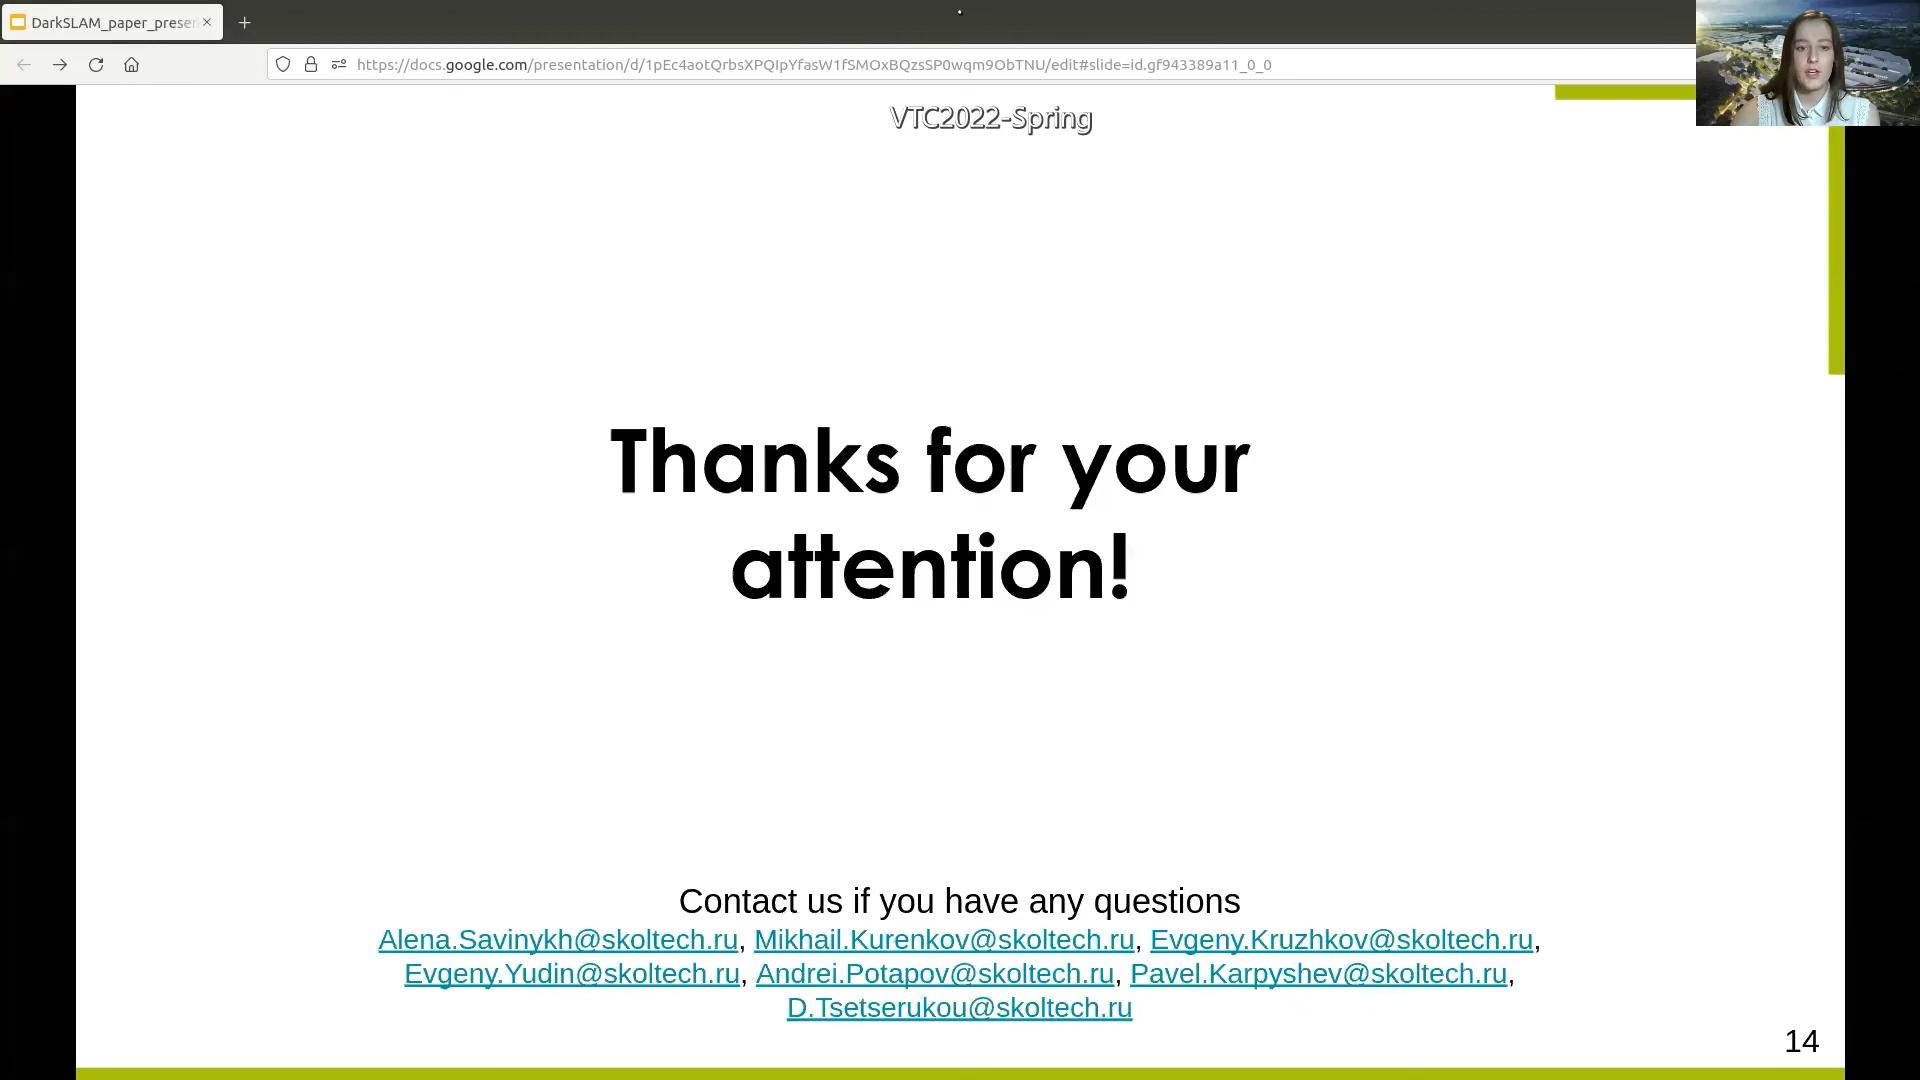 DarkSLAM_paper_presen
https://docs.google.com/presentation/d/1pEc4aotQrbsXPQIpYfasW1fSMOxBQzsSP0wqm9ObTNU/edit#slide=id.gf943389a11_0_0
VTC2022-Spring
Thanks for your
attention!
Contact us if you have any questions
Alena.Savinykh@skoltech.ru, Mikhail.Kurenkov@skoltech.ru, Evgeny.Kruzhkov@skoltech.ru,
Evgeny.Yudin@skoltech.ru, Andrei.Potapov@skoltech.ru, Pavel.Karpyshev@skoltech.ru,
D.Tsetserukou@skoltech.ru
14